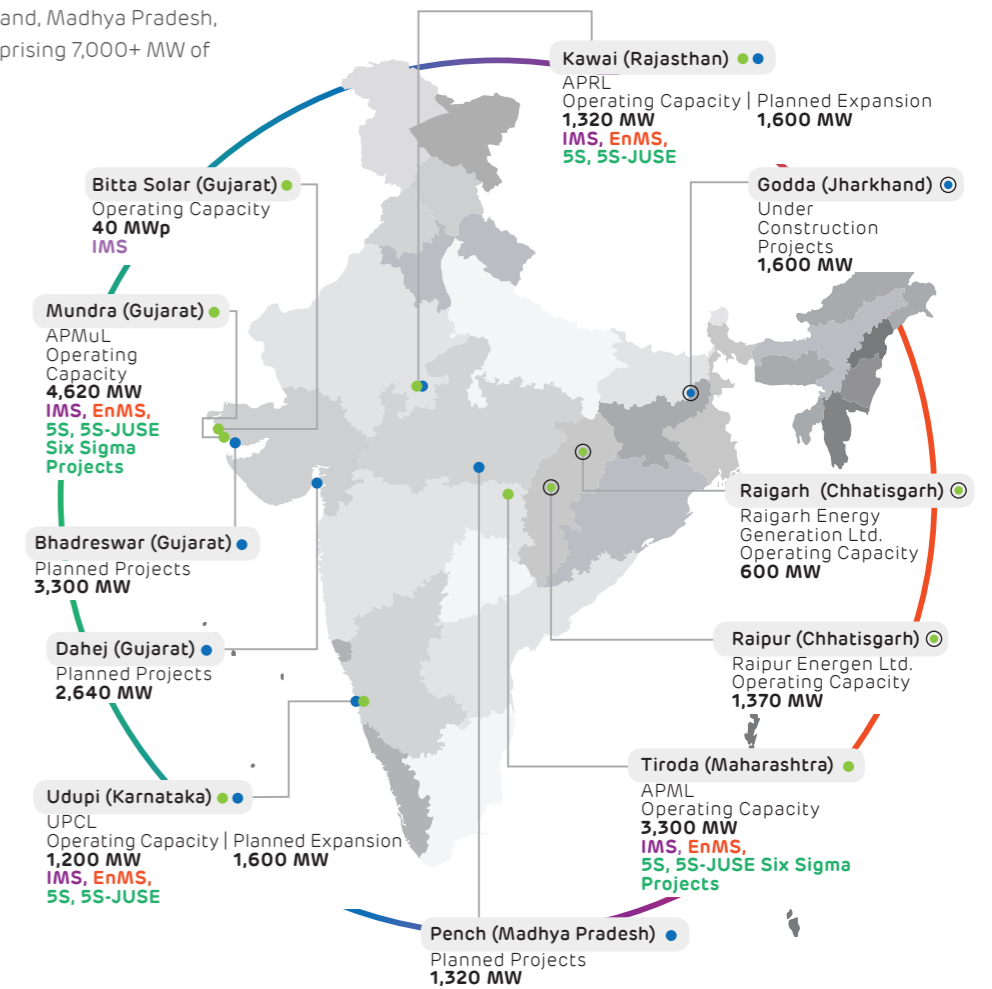 and, Madhya Pradesh,
prising 7,000+ MW of
Kawai (Rajasthan)
APRL
Operating Capacity | Planned Expansion
1,320 MW 1,600 MW
IMS, EnMS,
5S, 5S-JUSE
Bitta Solar (Gujarat)
Operating Capacity
40 MWp
IMS
Godda (Jharkhand)
Under
Construction
Projects
1,600 MW
Mundra (Gujarat)
APMuL
Operating
Capacity
4,620 MW
IMS, EnMS,
5S, 5S-JUSE
Six Sigma
Projects
Raigarh (Chhatisgarh)
Raigarh Energy
Generation Ltd.
Operating Capacity
600 MW
Bhadreswar (Gujarat)
Planned Projects
3,300 MW
Raipur (Chhatisgarh)
Raipur Energen Ltd.
Operating Capacity
1,370 MW
Dahej (Gujarat)
Planned Projects
2,640 MW
Tiroda (Maharashtra)
APML
Operating Capacity
3,300 MW
IMS, EnMS,
5S, 5S-JUSE Six Sigma
Projects
Udupi (Karnataka)
UPCL
Operating Capacity | Planned Expansion
1,200 MW 1,600 MW
IMS, EnMS,
5S, 5S-JUSE
Pench (Madhya Pradesh)
Planned Projects
1,320 MW